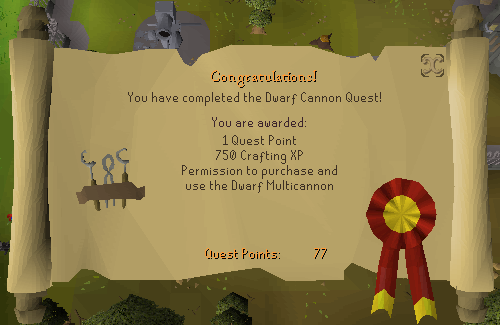 Congratulations!
You have completed the Dwarf Cannon Quest!
You are awarded:
1 Quest Point
750 Crafting XP
Permission to purchase and
use the Dwarf Multicannon
Quest Points: 77